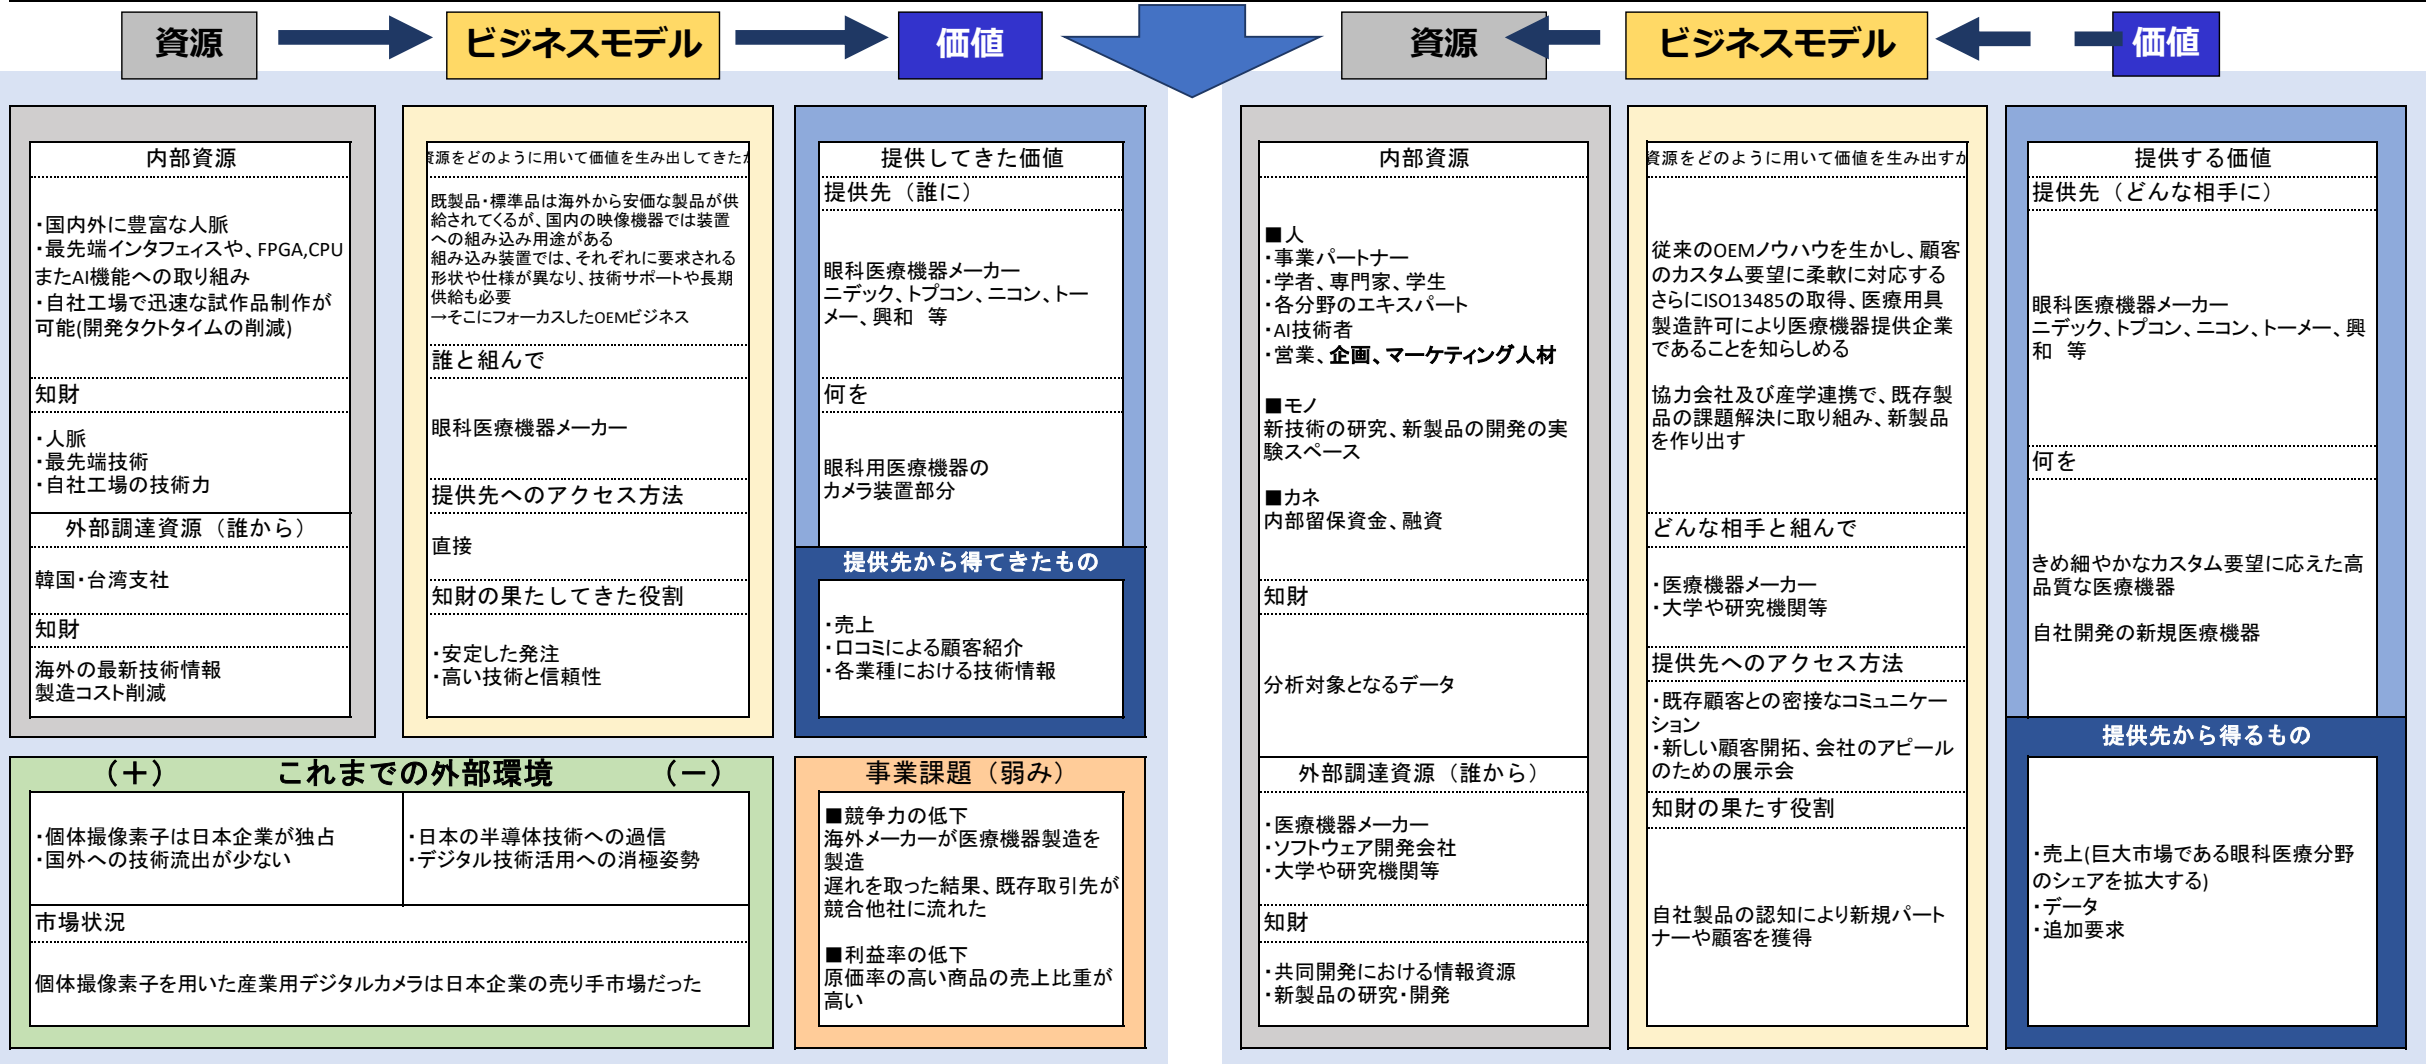 資源
ビジネスモデル
価値
資源
ビジネスモデル
価値
内部資源
・国内外に豊富な人脈
・最先端インタフェィスや、FPGA,CPU
またAI機能への取り組み
・自社工場で迅速な試作品制作が
可能(開発タクトタイムの削減)
知財
・人脈
・最先端技術
・自社工場の技術力
外部調達資源（誰から）
韓国・台湾支社
知財
海外の最新技術情報
製造コスト削減
資源をどのように用いて価値を生み出してきたか
既製品・標準品は海外から安価な製品が供
給されてくるが、国内の映像機器では装置
への組み込み用途がある
組み込み装置では、それぞれに要求される
形状や仕様が異なり、技術サポートや長期
供給も必要
→そこにフォーカスしたOEMビジネス
誰と組んで
眼科医療機器メーカー
提供先へのアクセス方法
直接
知財の果たしてきた役割
・安定した発注
・高い技術と信頼性
提供してきた価値
提供先（誰に）
眼科医療機器メーカー
ニデック、トプコン、ニコン、トー
メー、興和　等
何を
眼科用医療機器の
カメラ装置部分
提供先から得てきたもの
・売上
・口コミによる顧客紹介
・各業種における技術情報
（＋）　これまでの外部環境　（－）
・個体撮像素子は日本企業が独占
・国外への技術流出が少ない
・日本の半導体技術への過信
・デジタル技術活用への消極姿勢
市場状況
個体撮像素子を用いた産業用デジタルカメラは日本企業の売り手市場だった
事業課題（弱み）
■競争力の低下
海外メーカーが医療機器製造を
製造
遅れを取った結果、既存取引先が
競合他社に流れた
■利益率の低下
原価率の高い商品の売上比重が
高い
内部資源
■人
・事業パートナー
・学者、専門家、学生
・各分野のエキスパート
・AI技術者
・営業、企画、マーケティング人材
■モノ
新技術の研究、新製品の開発の実
験スペース
■カネ
内部留保資金、融資
知財
分析対象となるデータ
外部調達資源（誰から）
・医療機器メーカー
・ソフトウェア開発会社
・大学や研究機関等
知財
・共同開発における情報資源
・新製品の研究・開発
資源をどのように用いて価値を生み出すか
従来のOEMノウハウを生かし、顧客
のカスタム要望に柔軟に対応する
さらにISO13485の取得、医療用具
製造許可により医療機器提供企業
であることを知らしめる
協力会社及び産学連携で、既存製
品の課題解決に取り組み、新製品
を作り出す
どんな相手と組んで
・医療機器メーカー
・大学や研究機関等
提供先へのアクセス方法
・既存顧客との密接なコミュニケー
ション
・新しい顧客開拓、会社のアピール
のための展示会
知財の果たす役割
自社製品の認知により新規パート
ナーや顧客を獲得
提供する価値
提供先（どんな相手に）
眼科医療機器メーカー
ニデック、トプコン、ニコン、トーメー、興
和　等
何を
きめ細やかなカスタム要望に応えた高
品質な医療機器
自社開発の新規医療機器
提供先から得るもの
・売上(巨大市場である眼科医療分野
のシェアを拡大する)
・データ
・追加要求